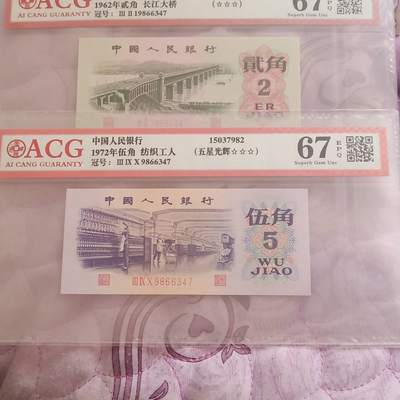 ACG
AI CANG GUARANTY
1962年贰角 长江大桥
冠号: III II 19866347
(☆☆☆)
67 EPQ
Superb Gem Unc
中国人民银行
貳角
2
ER
ACG
AI CANG GUARANTY
中国人民银行
1972年伍角 纺织工人
冠号: III IX X 9866347
15037982
(五星光辉☆☆☆)
67 EPQ
Superb Gem Unc
中国人民银行
伍角
5
WU
JIAO
III IX X 9866347